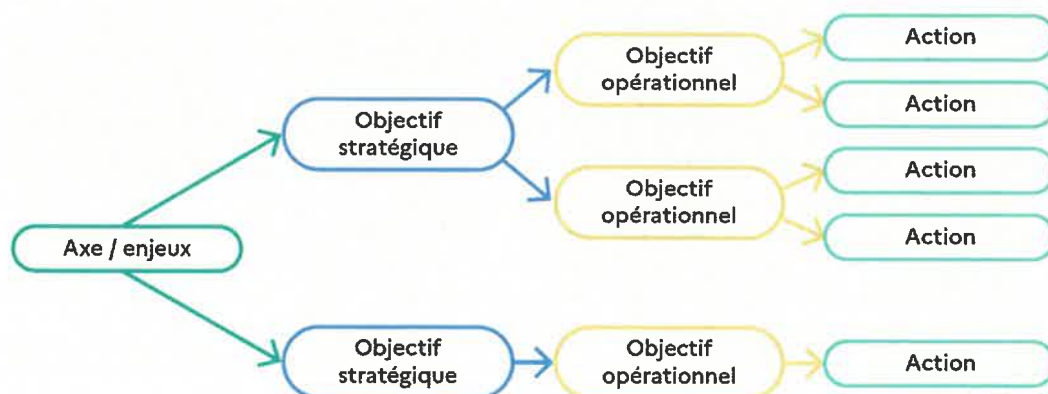 Action
Objectif
opérationnel
Action
Objectif
stratégique
Action
Objectif
opérationnel
Action
Axe / enjeux
Objectif
stratégique
Objectif
opérationnel
Action